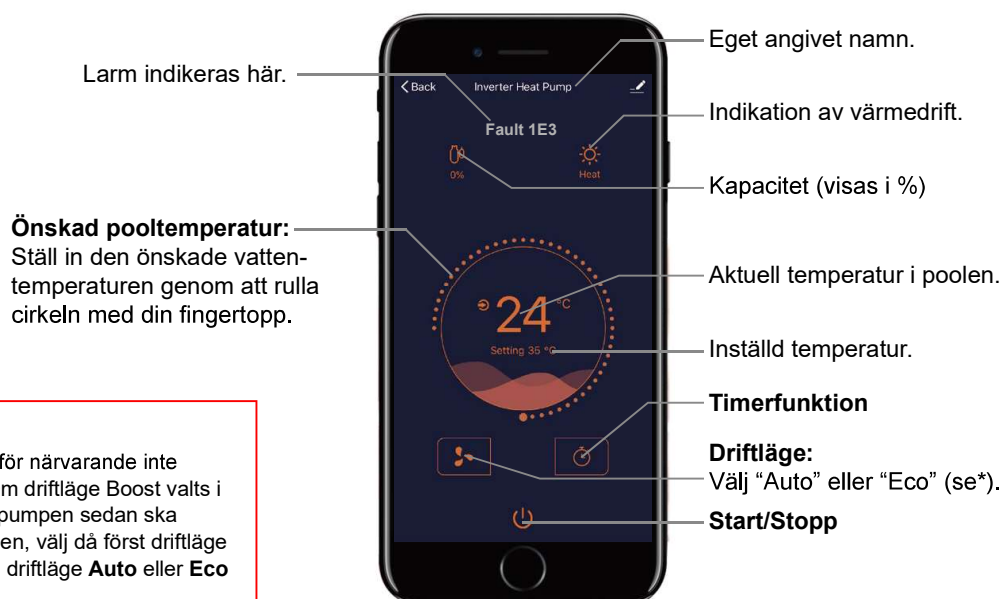 Larm indikeras här.
Önskad pooltemperatur:
Ställ in den önskade vatten-
temperaturen genom att rulla
cirkeln med din fingertopp.
för närvarande inte
m driftläge Boost valts i
pumpen sedan ska
en, välj då först driftläge
driftläge Auto eller Eco
Back
Inverter Heat Pump
Fault 1E3
0%
Heat
24 °C
Setting 35 °C
Eget angivet namn.
Indikation av värmedrift.
Kapacitet (visas i %)
Aktuell temperatur i poolen.
Inställd temperatur.
Timerfunktion
Driftläge:
Välj “Auto” eller “Eco” (se*).
Start/Stopp